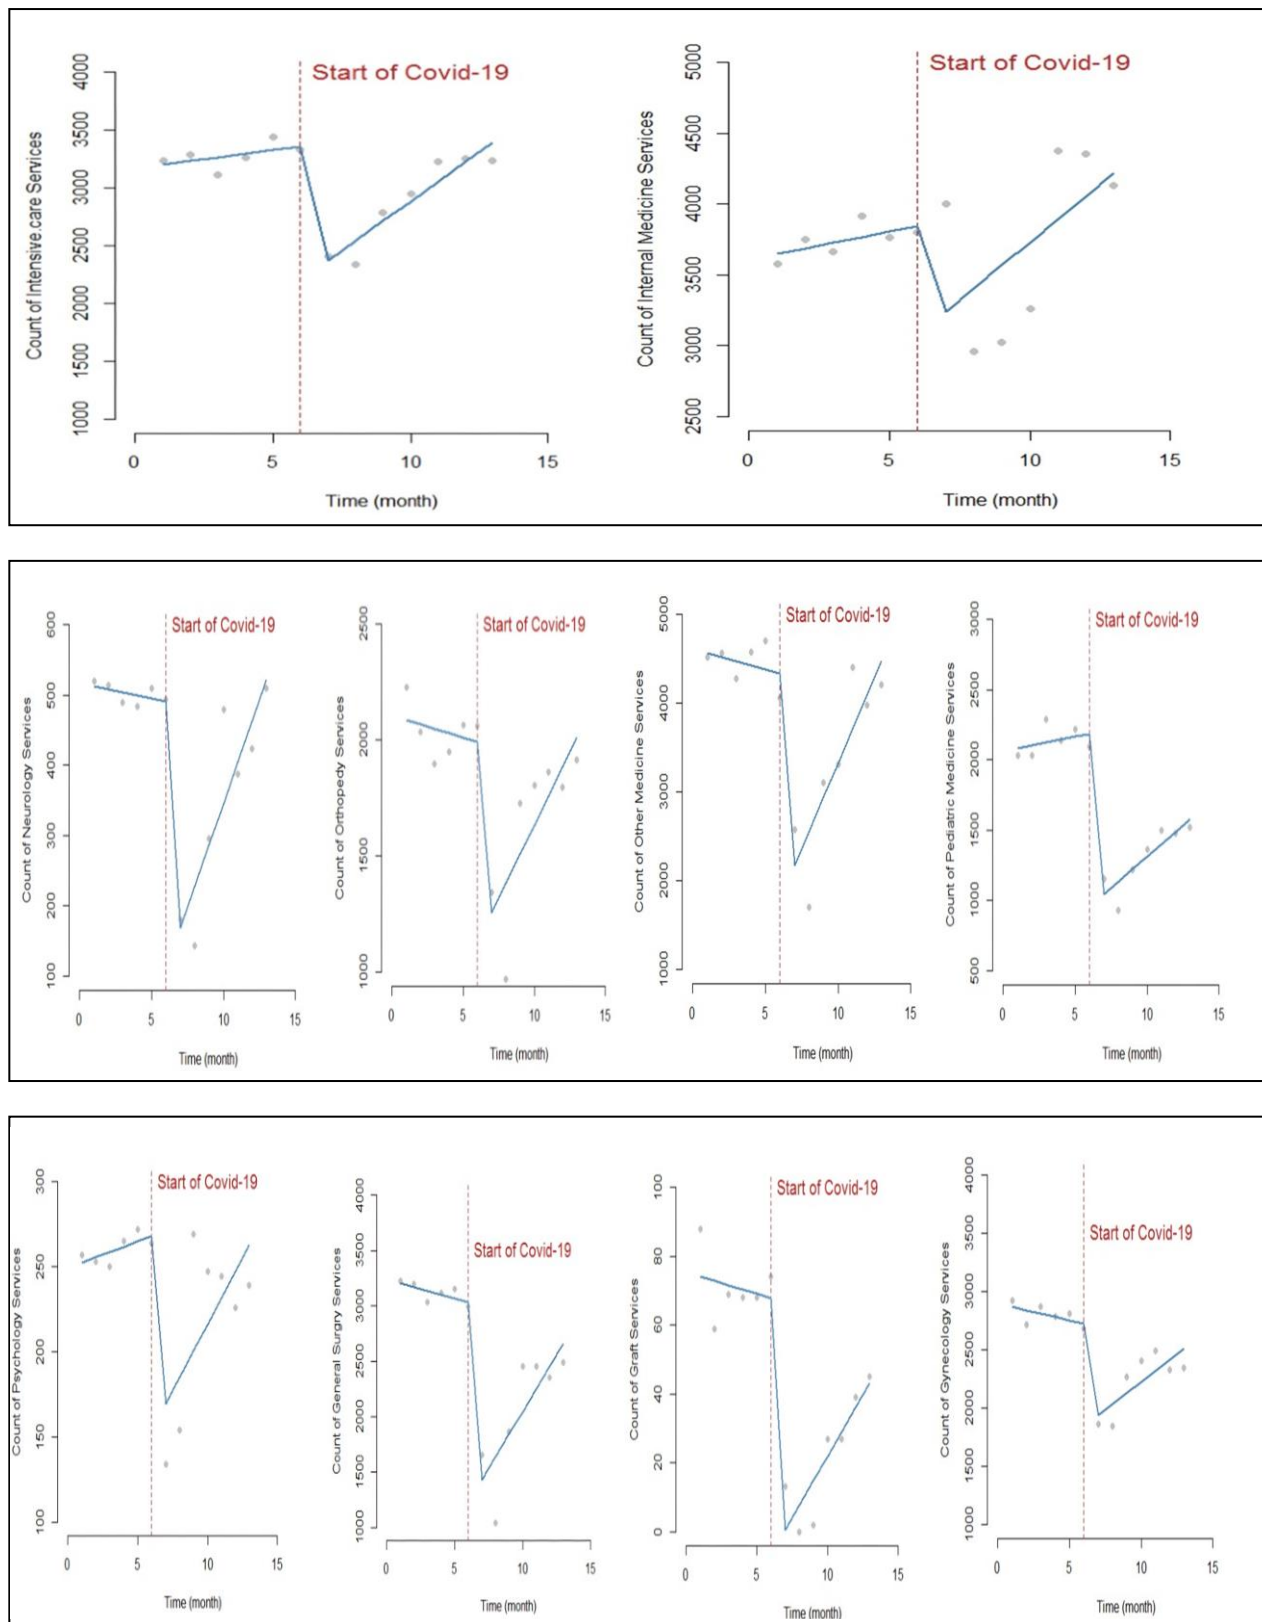 Start of Covid-19
Count of Intensive.care Services
4000
3500
3000
2500
2000
1500
1000
0 5 10 15
Time (month)
Start of Covid-19
Count of Internal Medicine Services
5000
4500
4000
3500
3000
2500
0 5 10 15
Time (month)
Start of Covid-19
Count of Neurology Services
600
500
400
300
200
100
0 5 10 15
Time (month)
Start of Covid-19
Count of Orthopedy Services
2500
2000
1500
1000
0 5 10 15
Time (month)
Start of Covid-19
Count of Other Medicine Services
5000
4000
3000
2000
1000
0 5 10 15
Time (month)
Start of Covid-19
Count of Pediatric Medicine Services
3000
2500
2000
1500
1000
500
0 5 10 15
Time (month)
Start of Covid-19
Count of Psychology Services
300
250
200
150
100
0 5 10 15
Time (month)
Start of Covid-19
Count of General Surgry Services
4000
3500
3000
2500
2000
1500
1000
0 5 10 15
Time (month)
Start of Covid-19
Count of Graft Services
100
80
60
40
20
0
0 5 10 15
Time (month)
Start of Covid-19
Count of Gynecology Services
4000
3500
3000
2500
2000
1500
1000
0 5 10 15
Time (month)